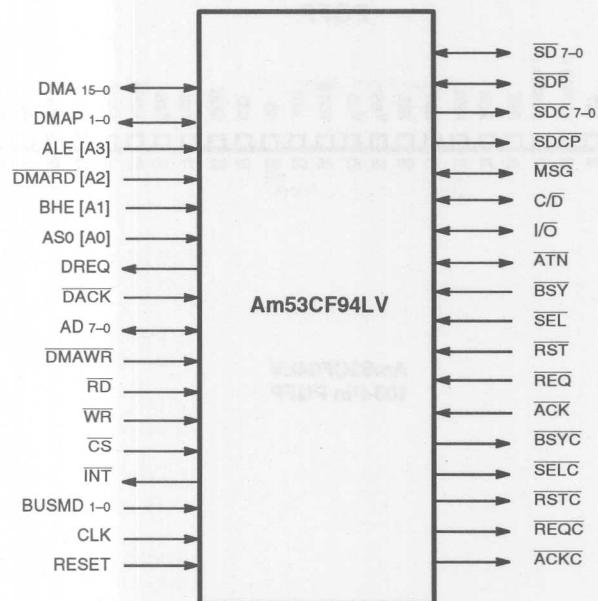 DMA 15–0
DMAP 1–0
ALE [A3]
DMARD [A2]
BHE [A1]
AS0 [A0]
DREQ
DACK
AD 7–0
DMAWR
RD
WR
CS
INT
BUSMD 1–0
CLK
RESET
Am53CF94LV
SD 7–0
SDP
SDC 7–0
SDCP
MSG
C/D
I/O
ATN
BSY
SEL
RST
REQ
ACK
BSYC
SELC
RSTC
REQC
ACKC